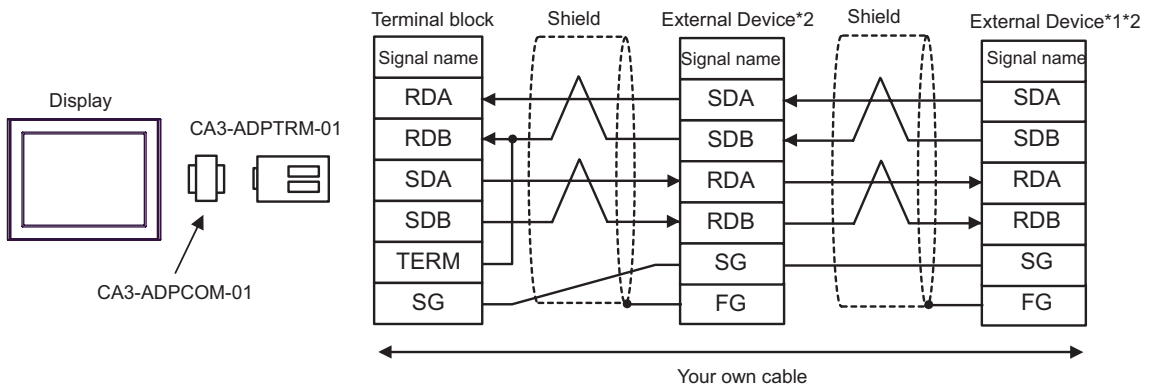 Display
CA3-ADPTRM-01
CA3-ADPCOM-01
Terminal block
Signal name
RDA
RDB
SDA
SDB
TERM
SG
Shield
External Device*2
Signal name
SDA
SDB
RDA
RDB
SG
FG
Shield
External Device*1*2
Signal name
SDA
SDB
RDA
RDB
SG
FG
Your own cable